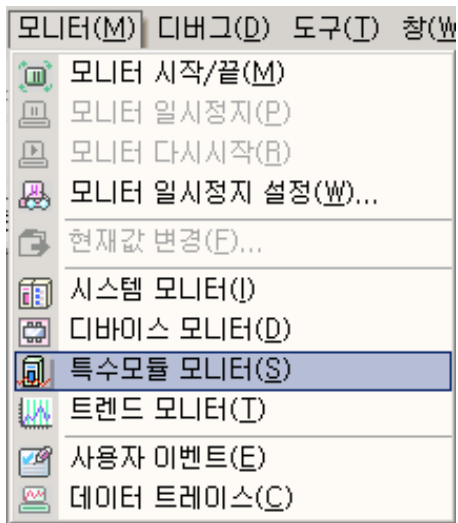 모니터(M) 디버그(D) 도구(T) 창(W
모니터 시작/끝(M)
모니터 일시정지(P)
모니터 다시시작(R)
모니터 일시정지 설정(W)...
현재값 변경(F)...
시스템 모니터(I)
디바이스 모니터(D)
특수모듈 모니터(S)
트렌드 모니터(T)
사용자 이벤트(E)
데이터 트레이스(C)